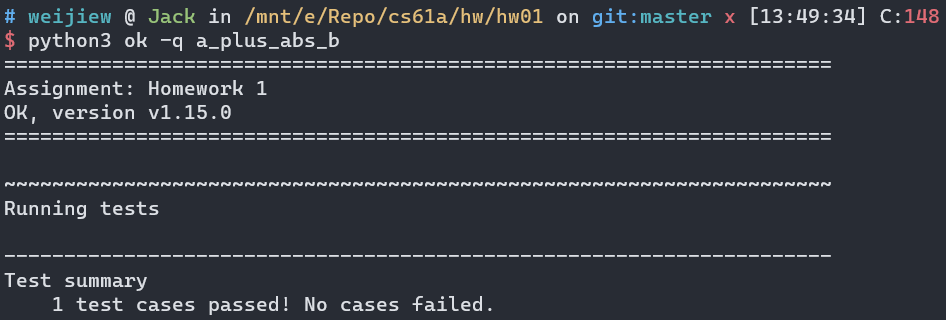 # weijiew @ Jack in /mnt/e/Repo/cs61a/hw/hw01 on git:master x [13:49:34] C:148
$ python3 ok -q a_plus_abs_b
=====================================================================
Assignment: Homework 1
OK, version v1.15.0
=====================================================================
~~~~~~~~~~~~~~~~~~~~~~~~~~~~~~~~~~~~~~~~~~~~~~~~~~~~~~~~~~~~~~~~~~~~~
Running tests
---------------------------------------------------------------------
Test summary
    1 test cases passed! No cases failed.